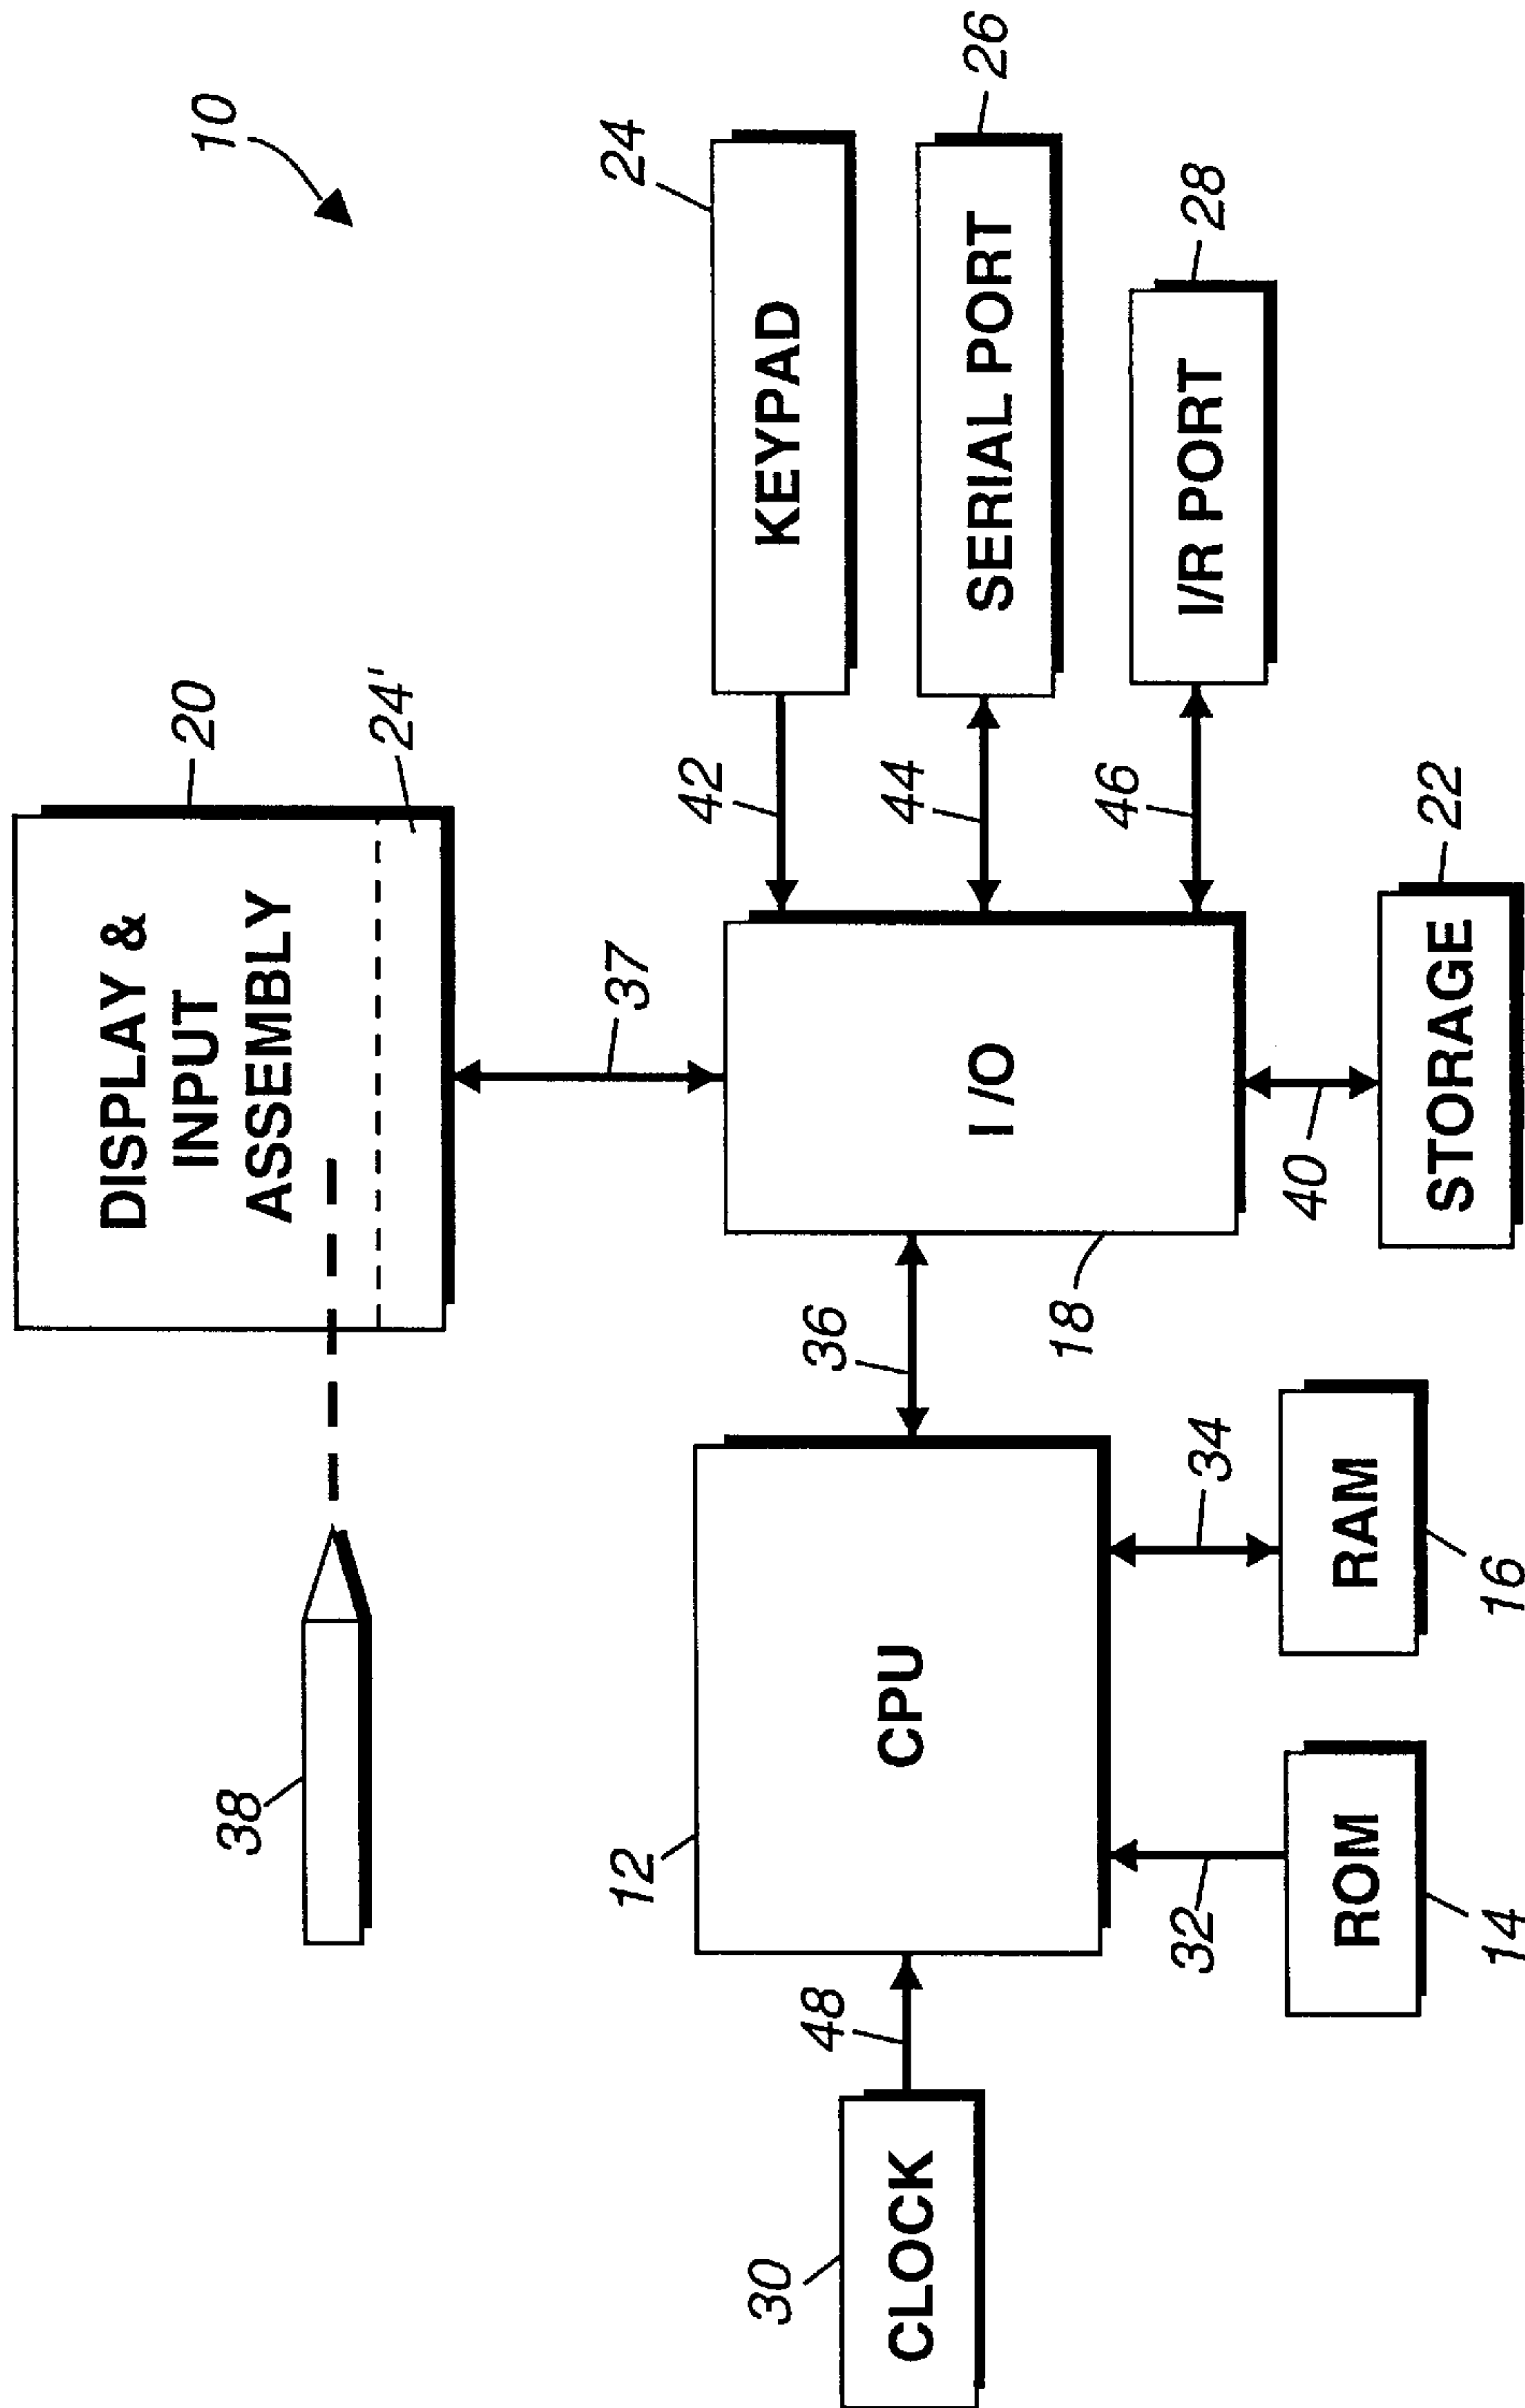 10
38
DISPLAY &
INPUT
ASSEMBLY
20
24'
37
12
CPU
30
CLOCK
48
36
I/O
18
42
KEYPAD
24
44
SERIAL PORT
26
46
I/R PORT
28
32
ROM
14
34
RAM
16
40
STORAGE
22